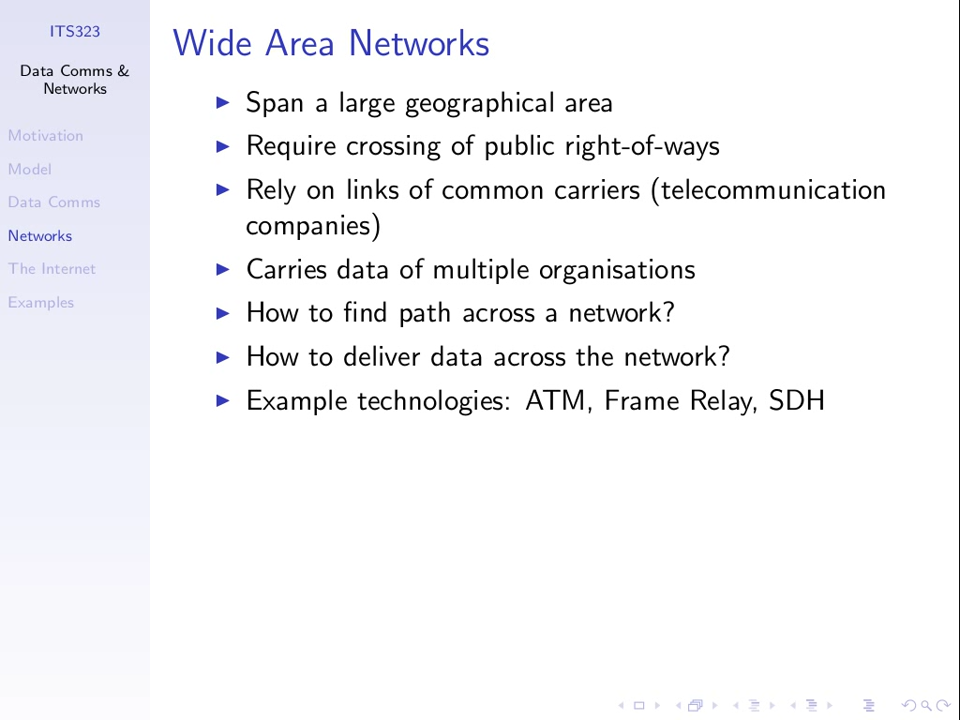 ITS323
Data Comms &
Networks
Motivation
Model
Data Comms
Networks
The Internet
Examples
Wide Area Networks
Span a large geographical area
Require crossing of public right-of-ways
Rely on links of common carriers (telecommunication
companies)
Carries data of multiple organisations
How to find path across a network?
How to deliver data across the network?
Example technologies: ATM, Frame Relay, SDH